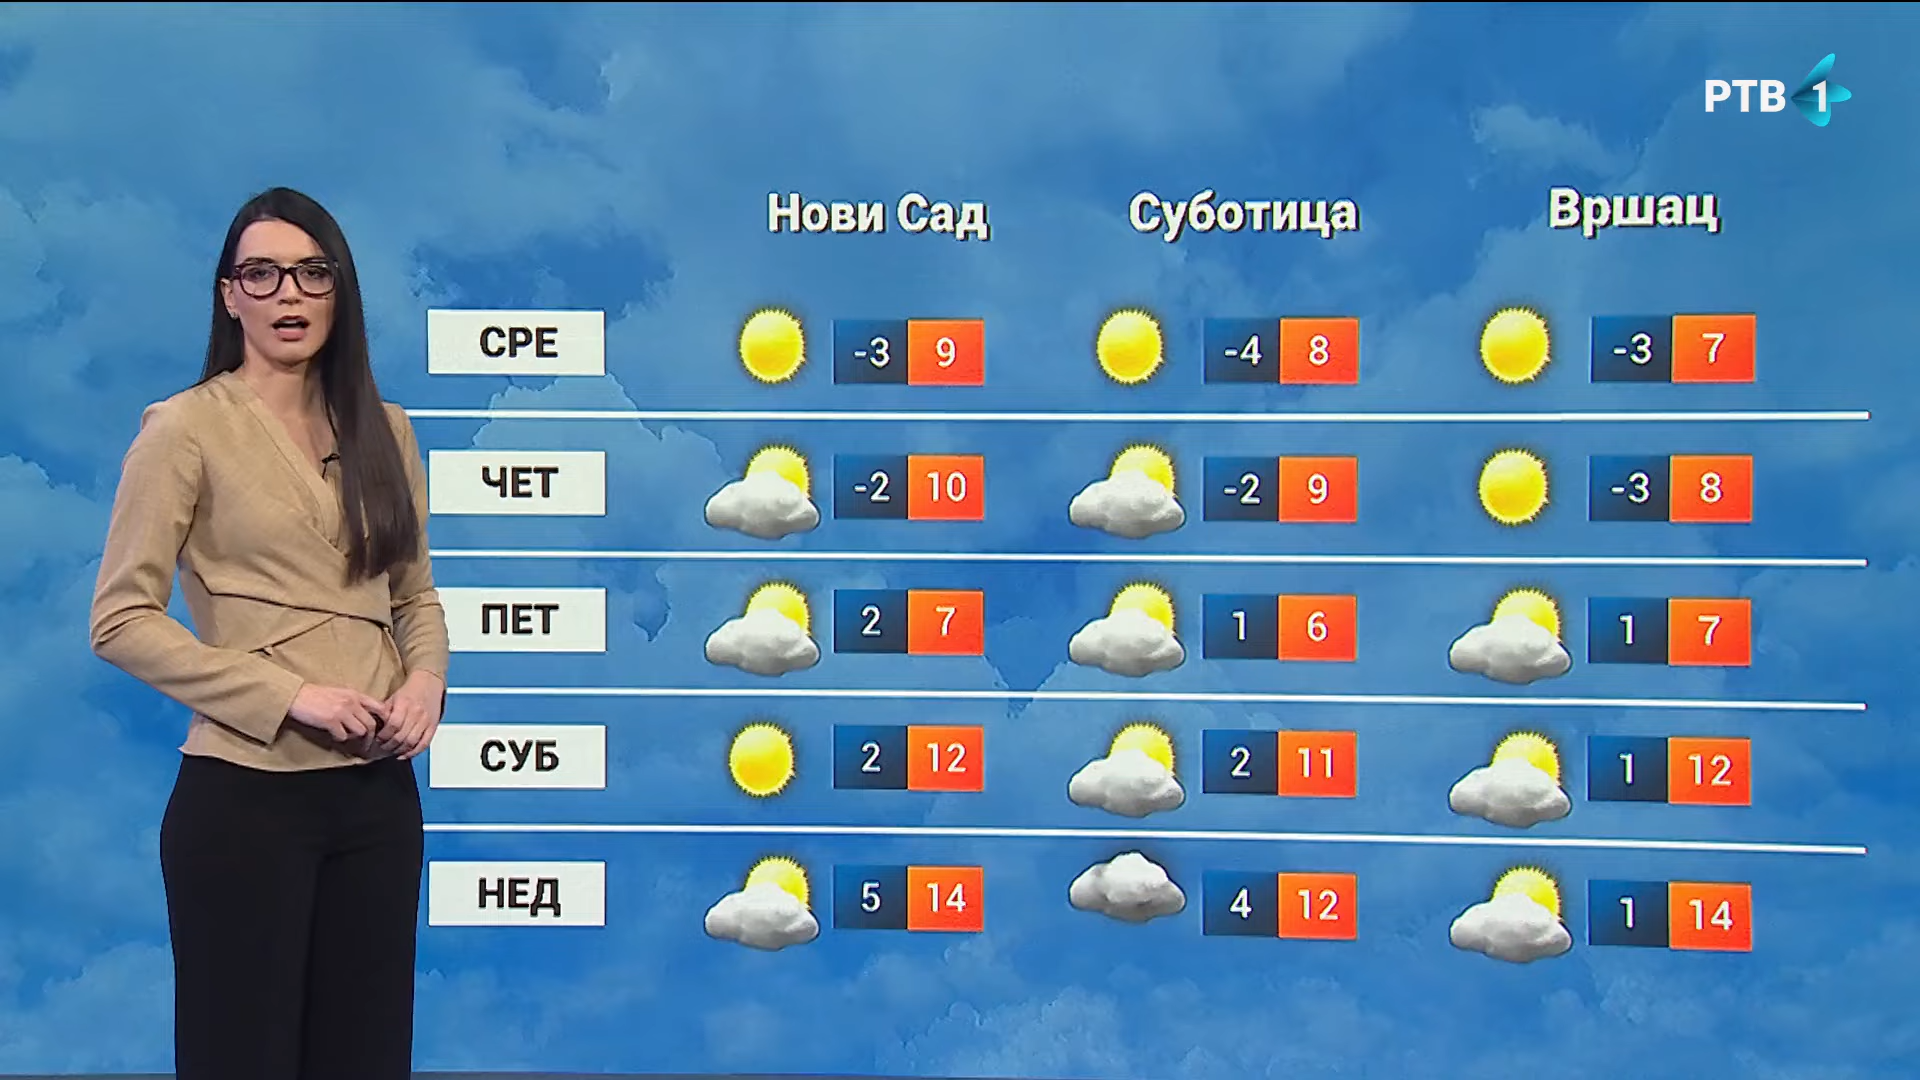 РТВ 1
Нови Сад Суботица Вршац
СРЕ -3 9 -4 8 -3 7
ЧЕТ -2 10 -2 9 -3 8
ПЕТ 2 7 1 6 1 7
СУБ 2 12 2 11 1 12
НЕД 5 14 4 12 1 14